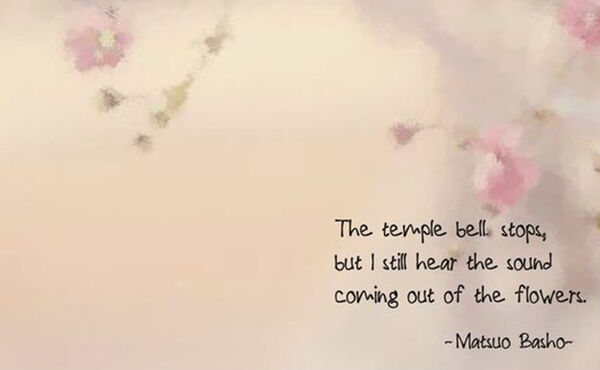 The temple bell stops,
but I still hear the sound
coming out of the flowers.
-Matsuo Basho-